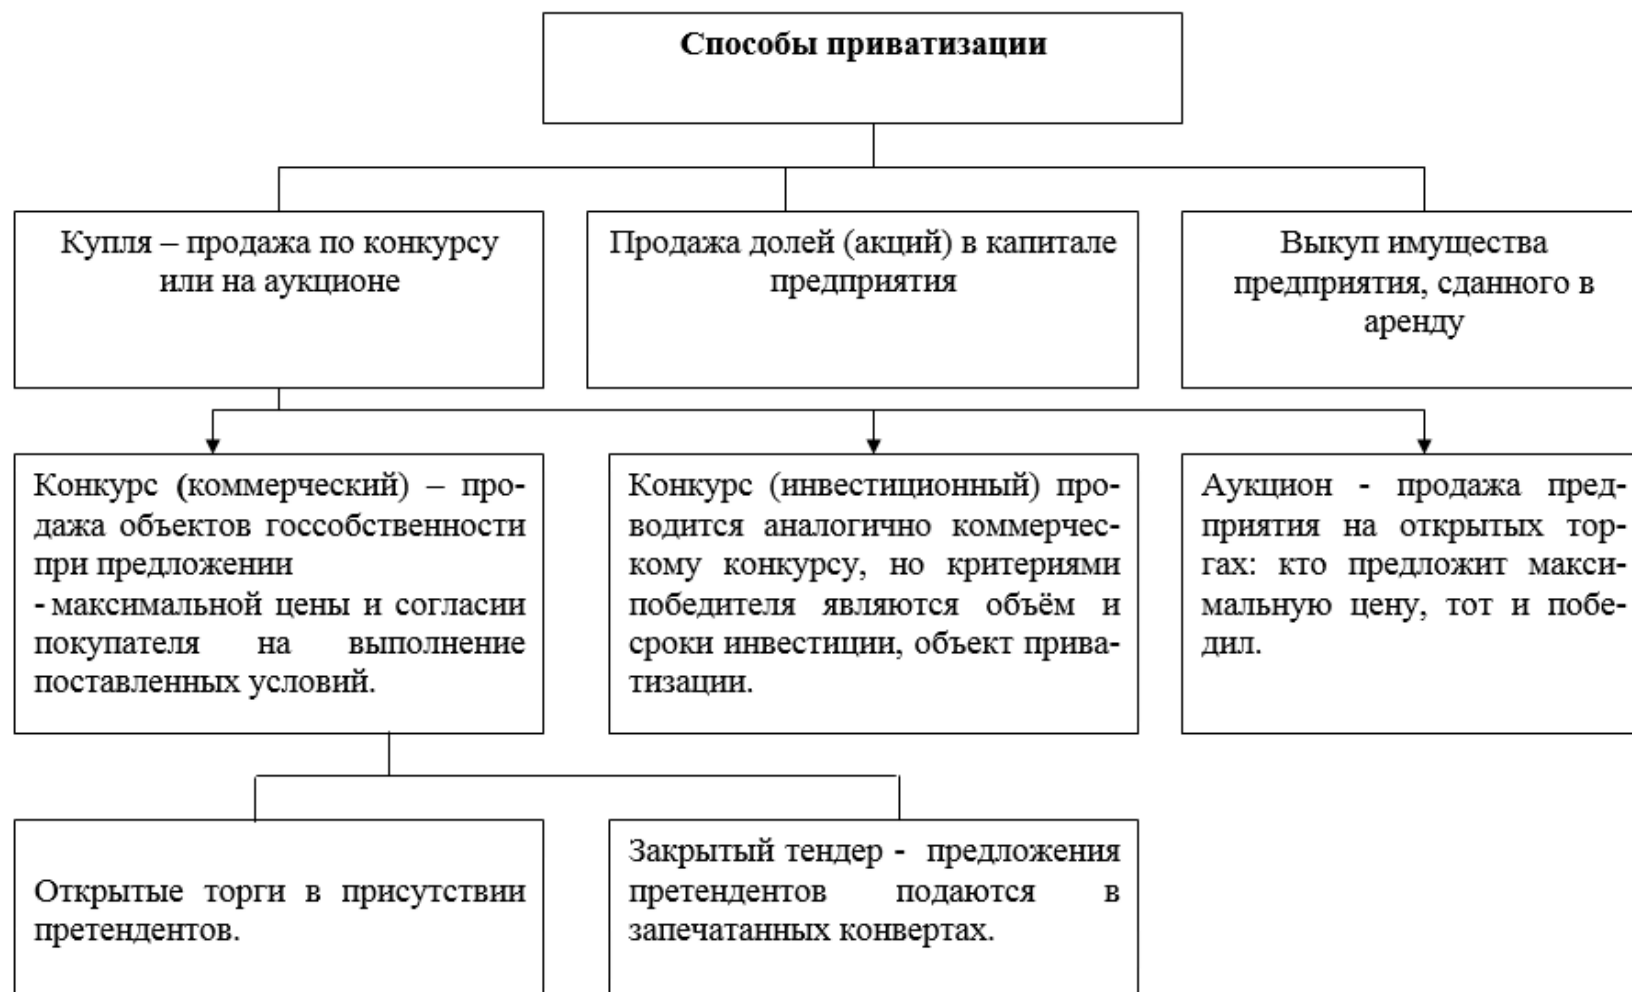 Способы приватизации
Купля – продажа по конкурсу
или на аукционе
Продажа долей (акций) в капитале
предприятия
Выкуп имущества
предприятия, сданного в
аренду
Конкурс (коммерческий) – про-
дажа объектов госсобственности
при предложении
- максимальной цены и согласии
покупателя на выполнение
поставленных условий.
Конкурс (инвестиционный) про-
водится аналогично коммерчес-
кому конкурсу, но критериями
победителя являются объём и
сроки инвестиции, объект прива-
тизации.
Аукцион - продажа пред-
приятия на открытых тор-
гах: кто предложит макси-
мальную цену, тот и побе-
дил.
Открытые торги в присутствии
претендентов.
Закрытый тендер - предложения
претендентов подаются в
запечатанных конвертах.